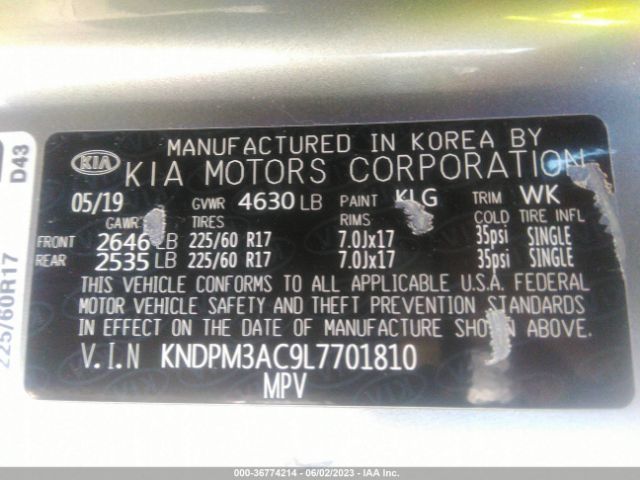 MANUFACTURED IN KOREA BY
KIA KIA MOTORS CORPORATION
05/19 GVWR 4630 LB PAINT KLG TRIM WK
GAWR TIRES RIMS COLD TIRE INFL
FRONT 2646 LB 225/60 R17 7.0Jx17 35psi SINGLE
REAR 2535 LB 225/60 R17 7.0Jx17 35psi SINGLE
THIS VEHICLE CONFORMS TO ALL APPLICABLE U.S.A. FEDERAL
MOTOR VEHICLE SAFETY AND THEFT PREVENTION STANDARDS
IN EFFECT ON THE DATE OF MANUFACTURE SHOWN ABOVE.
V.I.N KNDPM3AC9L7701810
MPV
D43
225/60R17
000-36774214 - 06/02/2023 - IAAI.COM